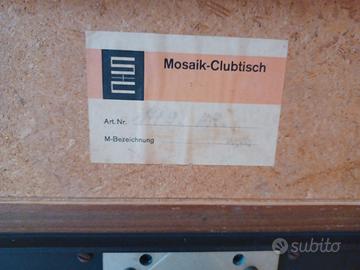 Mosaik-Clubtisch
Art.Nr.
M-Bezeichnung
subito